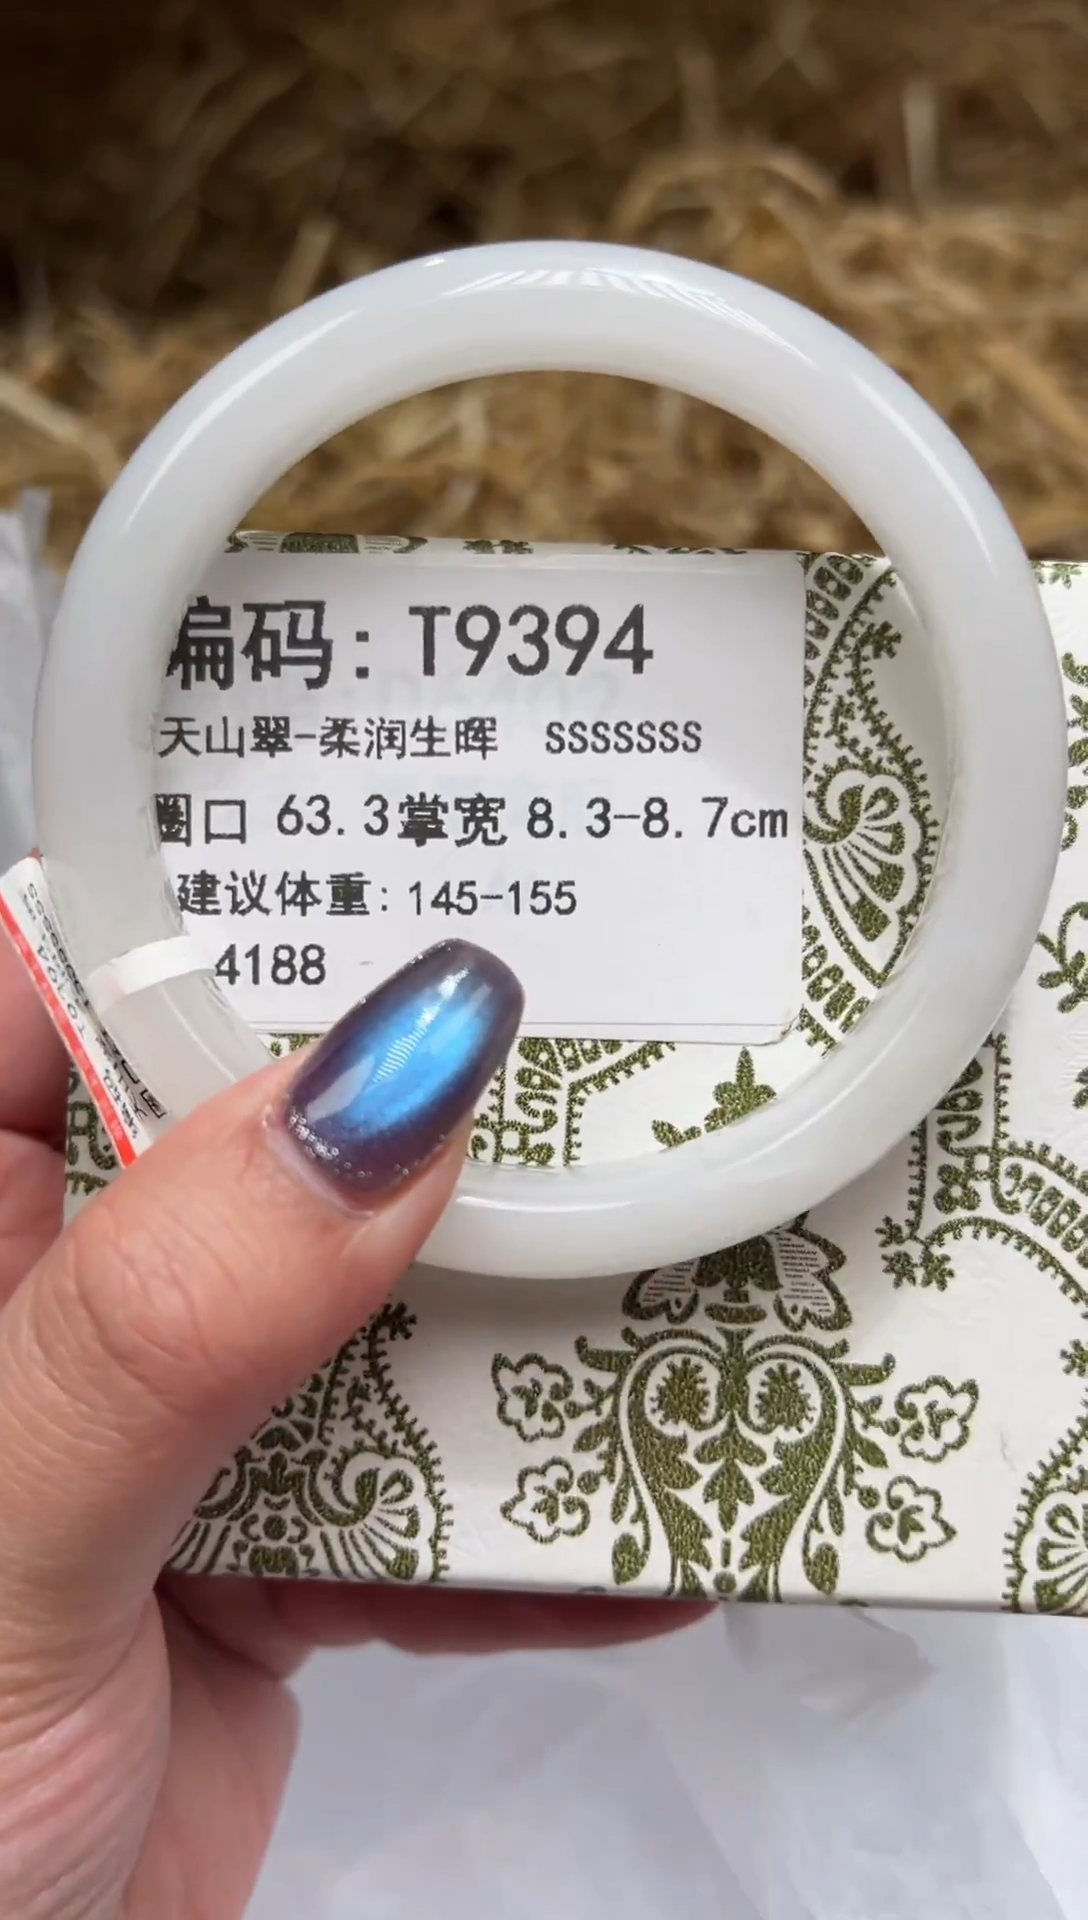 编码: T9394
天山翠-柔润生晖 SSSSSSS
圈口 63.3掌宽 8.3-8.7cm
建议体重: 145-155
4188